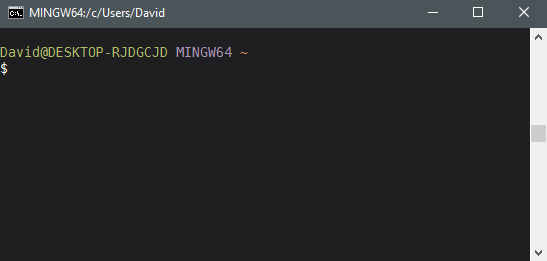 MINGW64:/c/Users/David
David@DESKTOP-RJDGCJD MINGW64 ~
$